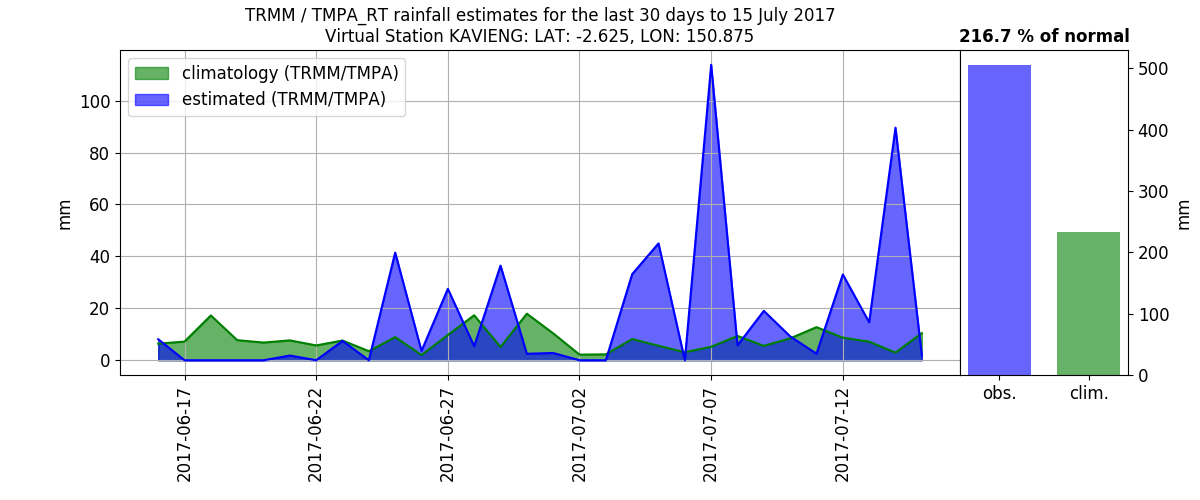 TRMM / TMPA_RT rainfall estimates for the last 30 days to 15 July 2017
Virtual Station KAVIENG: LAT: -2.625, LON: 150.875
216.7 % of normal
climatology (TRMM/TMPA)
estimated (TRMM/TMPA)
mm
100
80
60
40
20
0
2017-06-17
2017-06-22
2017-06-27
2017-07-02
2017-07-07
2017-07-12
500
400
300
200
100
0
mm
obs.
clim.